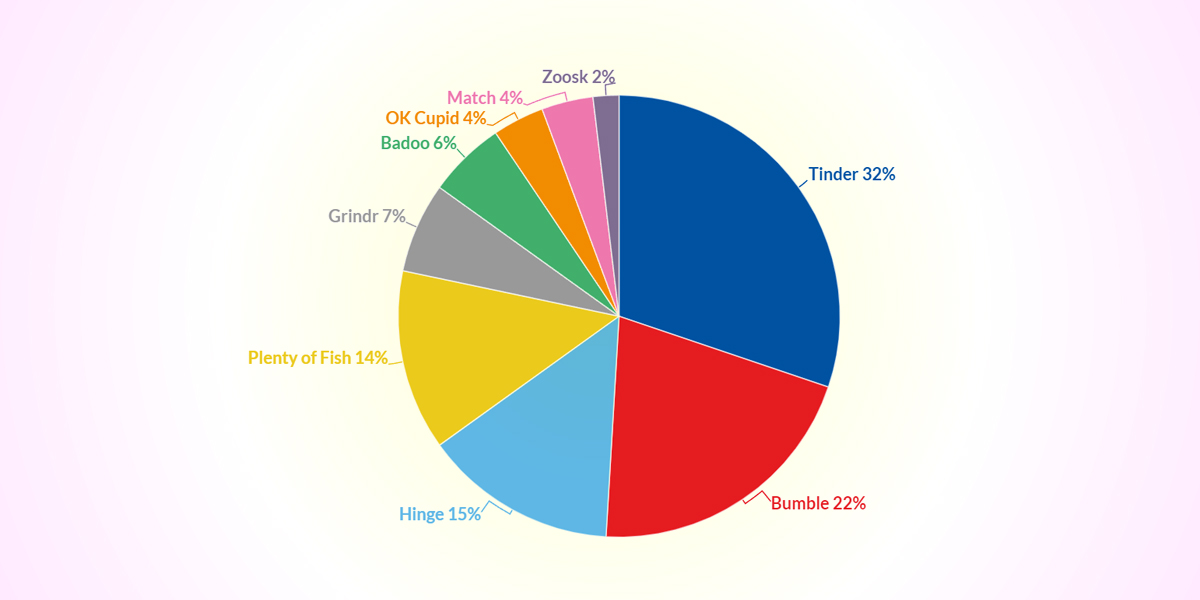 Zoosk 2%
Match 4%
OK Cupid 4%
Badoo 6%
Tinder 32%
Grindr 7%
Plenty of Fish 14%
Bumble 22%
Hinge 15%